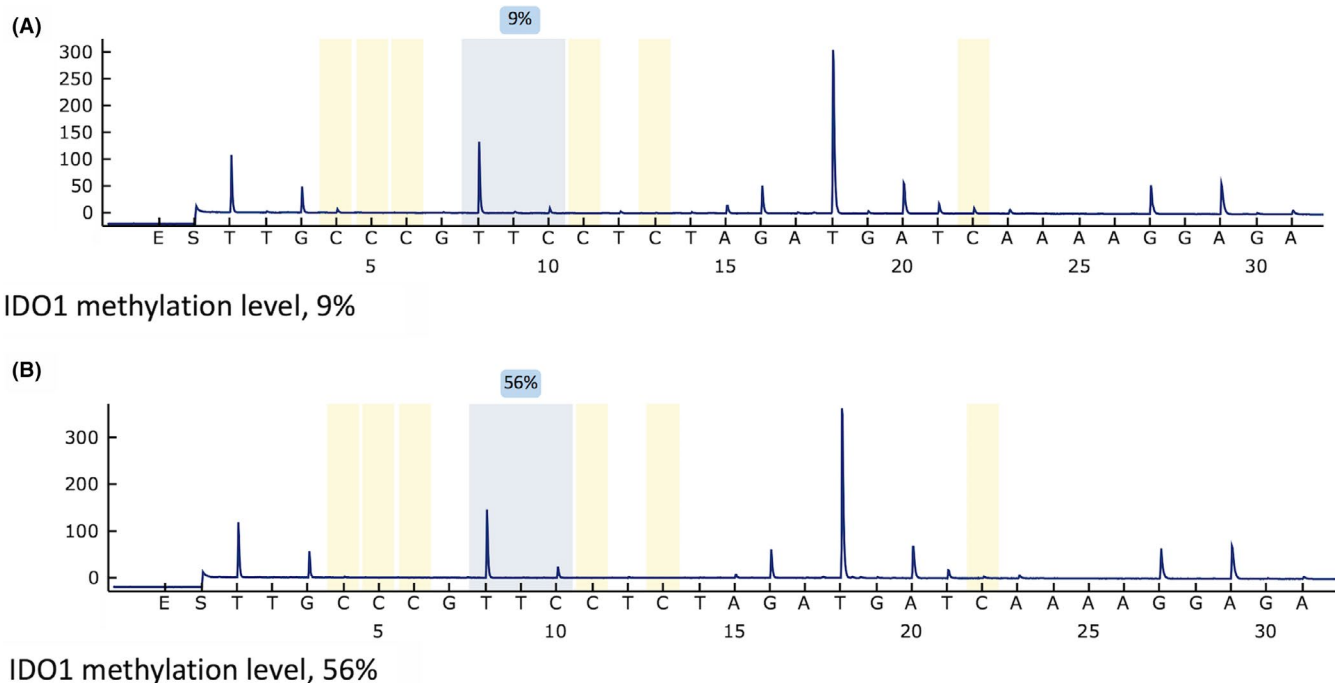 (A)
9%
300
250
200
150
100
50
0
E S T T G C C C G T T C C T C T A G A T G A T C A A A A G G A G A
5 10 15 20 25 30
IDO1 methylation level, 9%
(B)
56%
300
200
100
0
E S T T G C C C G T T C C T C T A G A T G A T C A A A A G G A G A
5 10 15 20 25 30
IDO1 methylation level, 56%